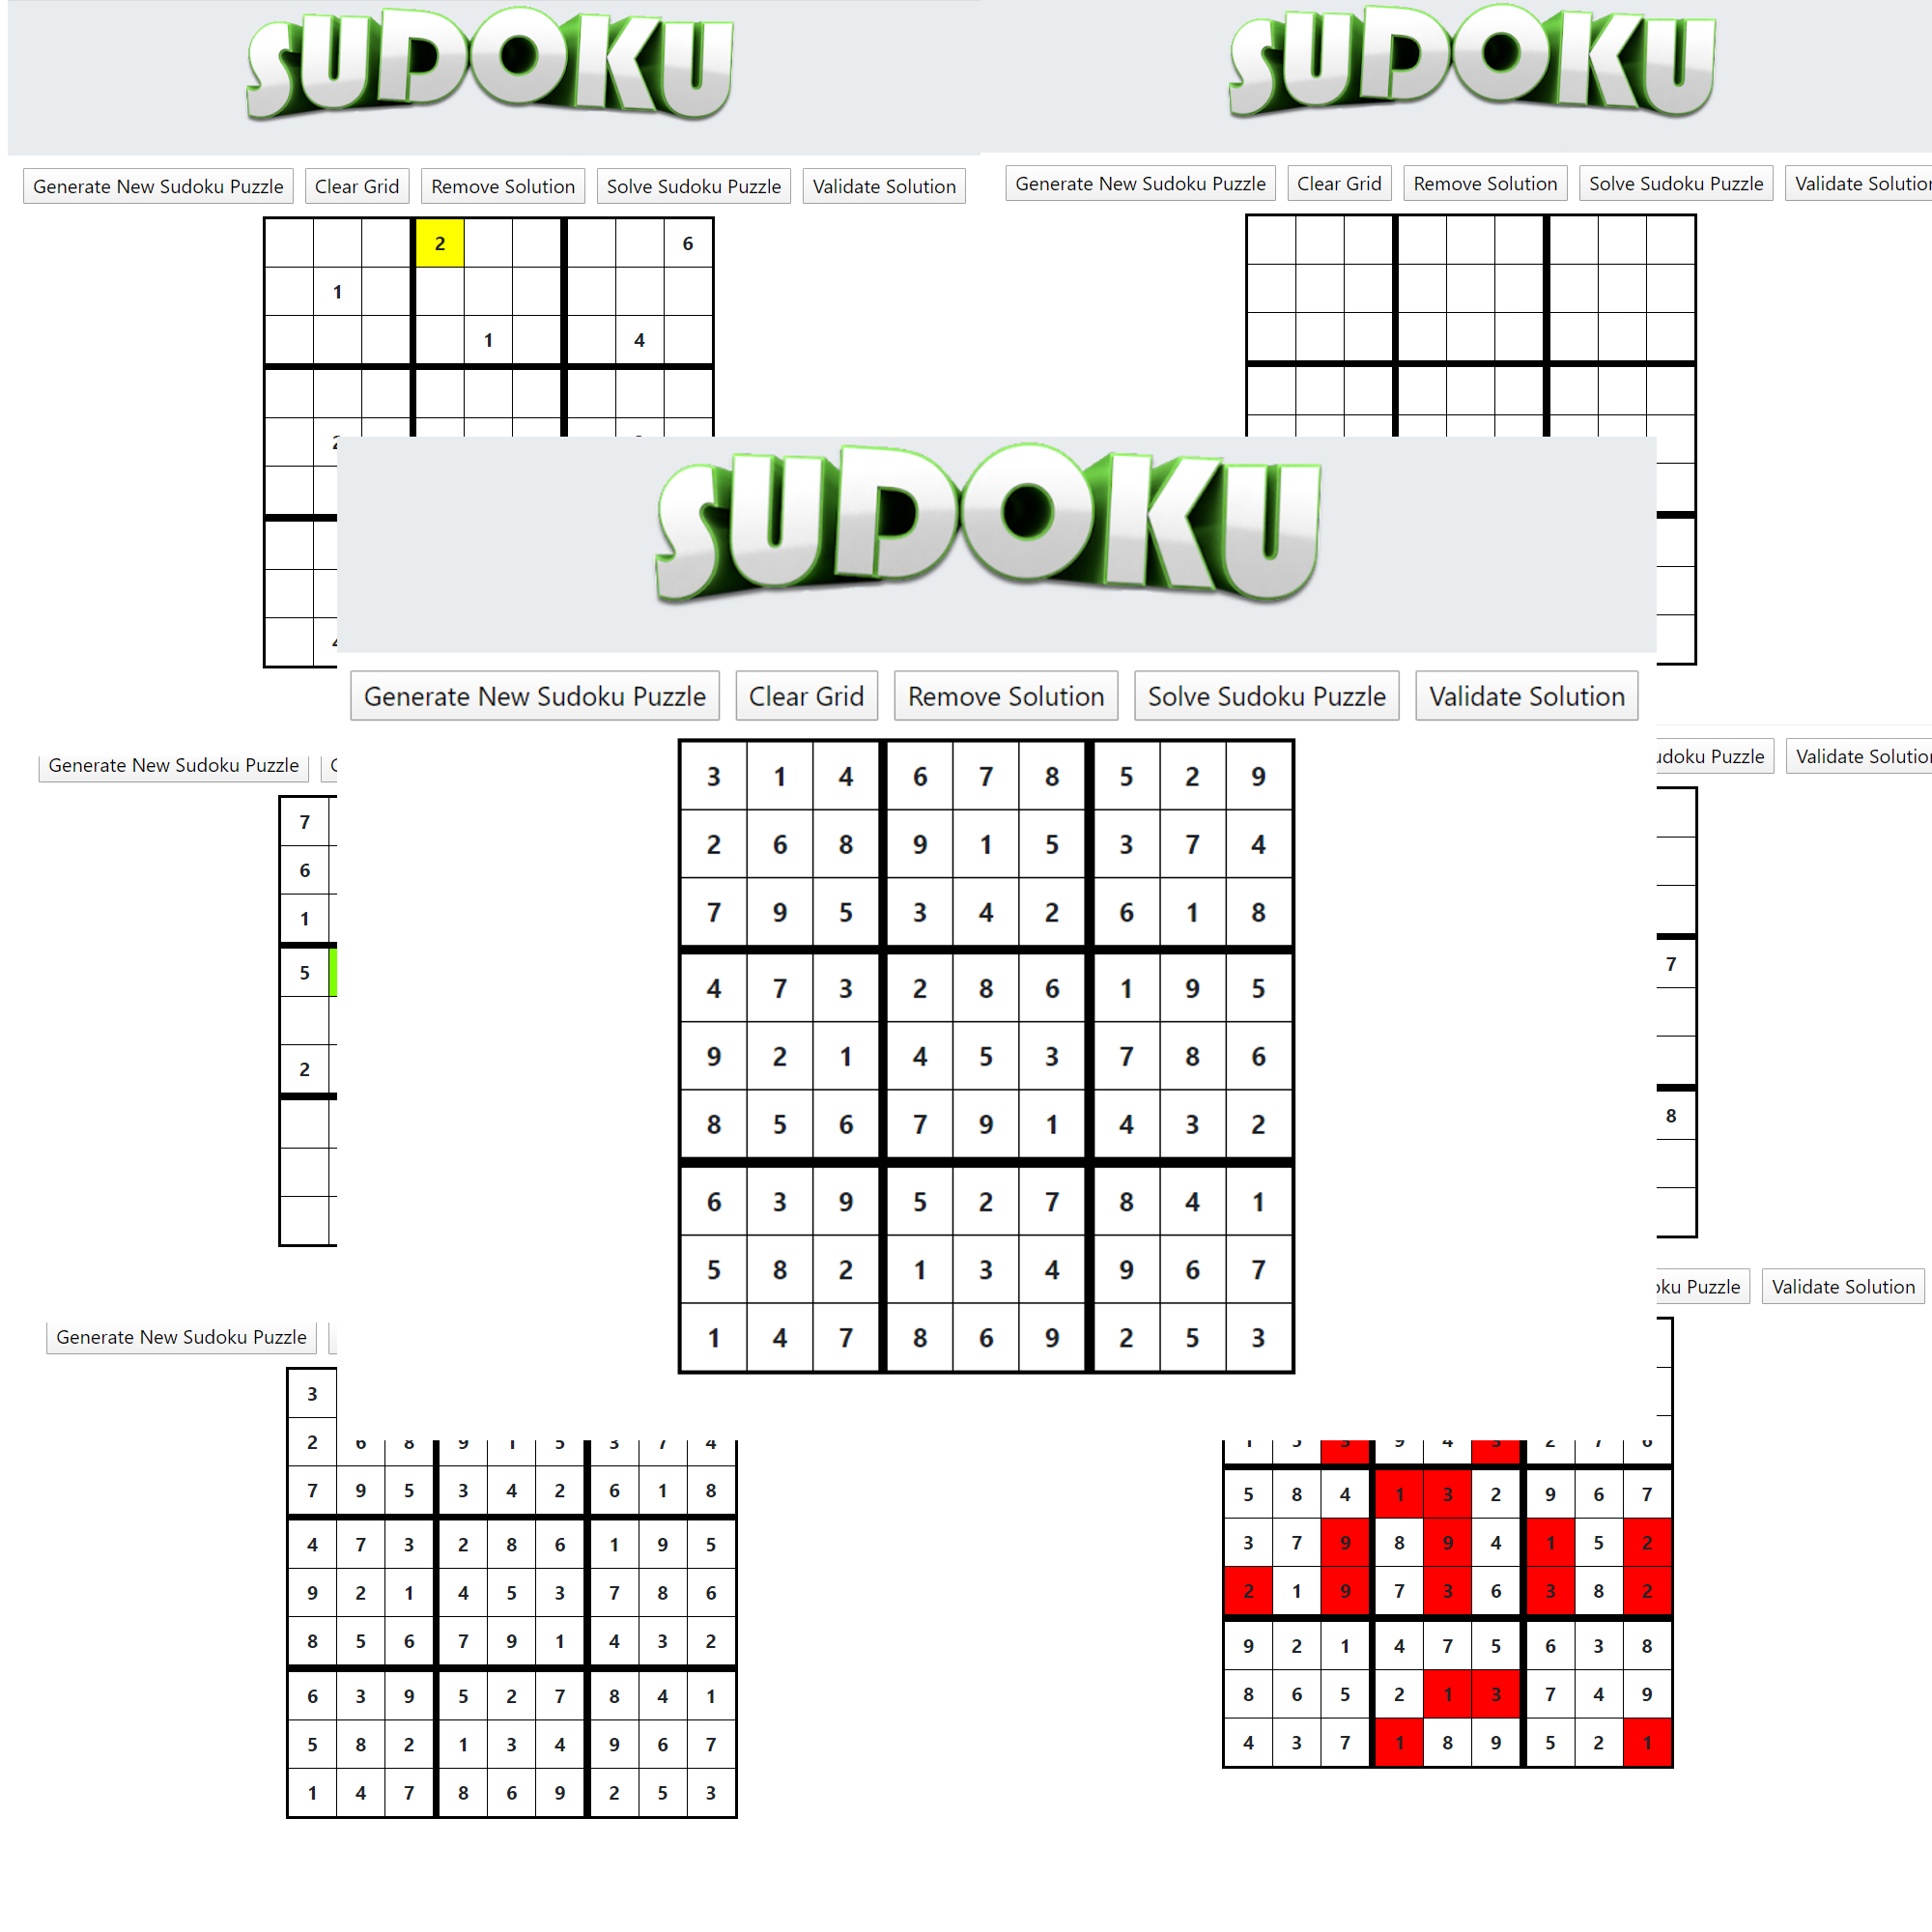 SUDOKU
SUDOKU
Generate New Sudoku Puzzle Clear Grid Remove Solution Solve Sudoku Puzzle Validate Solution
Generate New Sudoku Puzzle Clear Grid Remove Solution Solve Sudoku Puzzle
2 6
1
1 4
SUDOKU
Generate New Sudoku Puzzle Clear Grid Remove Solution Solve Sudoku Puzzle Validate Solution
3 1 4 6 7 8 5 2 9
2 6 8 9 1 5 3 7 4
7 9 5 3 4 2 6 1 8
4 7 3 2 8 6 1 9 5
9 2 1 4 5 3 7 8 6
8 5 6 7 9 1 4 3 2
6 3 9 5 2 7 8 4 1
5 8 2 1 3 4 9 6 7
1 4 7 8 6 9 2 5 3
Generate New Sudoku Puzzle
7
6
1
5
2
Puzzle
7
8
Generate New Sudoku Puzzle
3
2 6 8 9 1 5 3 7 4
7 9 5 3 4 2 6 1 8
4 7 3 2 8 6 1 9 5
9 2 1 4 5 3 7 8 6
8 5 6 7 9 1 4 3 2
6 3 9 5 2 7 8 4 1
5 8 2 1 3 4 9 6 7
1 4 7 8 6 9 2 5 3
Puzzle Validate Solution
5 8 4 1 3 2 9 6 7
3 7 9 8 9 4 1 5 2
2 1 9 7 3 6 3 8 2
9 2 1 4 7 5 6 3 8
8 6 5 2 1 3 7 4 9
4 3 7 1 8 9 5 2 1